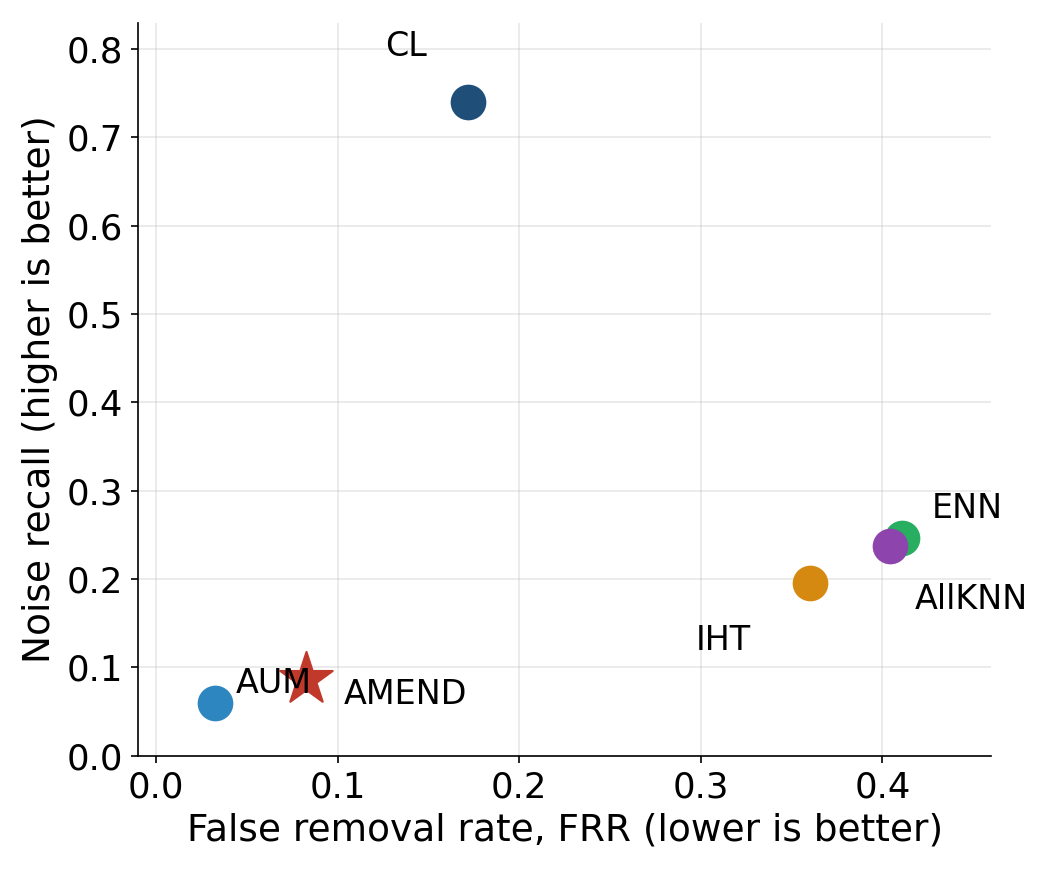 CL
ENN
AllKNN
IHT
AUM
AMEND
0.8
0.7
0.6
0.5
0.4
0.3
0.2
0.1
0.0
0.0 0.1 0.2 0.3 0.4
False removal rate, FRR (lower is better)
Noise recall (higher is better)